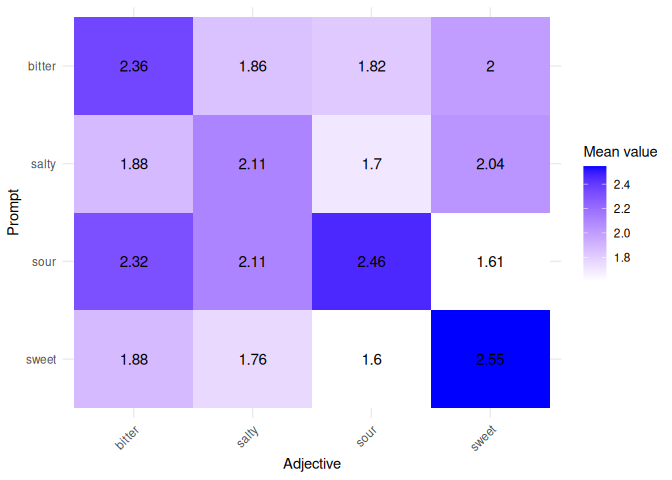 bitter 2.36 1.86 1.82 2
salty 1.88 2.11 1.7 2.04
sour 2.32 2.11 2.46 1.61
sweet 1.88 1.76 1.6 2.55
bitter salty sour sweet
Adjective
Prompt
Mean value
2.4
2.2
2.0
1.8